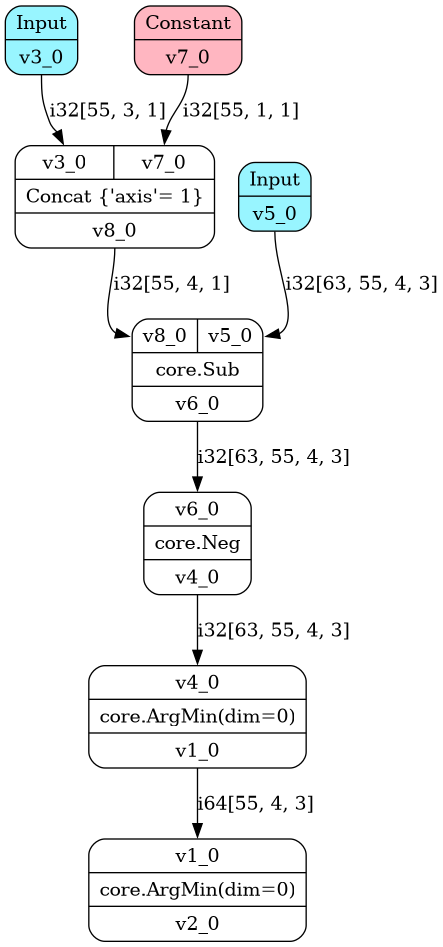 Input
v3_0
Constant
v7_0
i32[55, 3, 1]
i32[55, 1, 1]
v3_0
v7_0
Concat {'axis'= 1}
v8_0
Input
v5_0
i32[55, 4, 1]
i32[63, 55, 4, 3]
v8_0
v5_0
core.Sub
v6_0
i32[63, 55, 4, 3]
v6_0
core.Neg
v4_0
i32[63, 55, 4, 3]
v4_0
core.ArgMin(dim=0)
v1_0
i64[55, 4, 3]
v1_0
core.ArgMin(dim=0)
v2_0